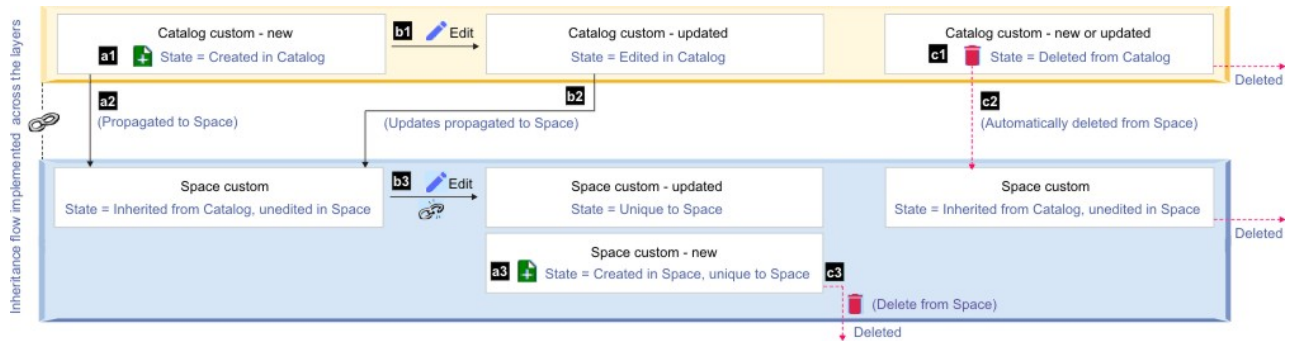 Inheritance flow implemented across the layers
Catalog custom - new
a1 State = Created in Catalog
b1 Edit
Catalog custom - updated
State = Edited in Catalog
Catalog custom - new or updated
c1 State = Deleted from Catalog
Deleted
a2
(Propagated to Space)
b2
(Updates propagated to Space)
c2
(Automatically deleted from Space)
Space custom
State = Inherited from Catalog, unedited in Space
b3 Edit
Space custom - updated
State = Unique to Space
Space custom
State = Inherited from Catalog, unedited in Space
Deleted
Space custom - new
a3 State = Created in Space, unique to Space
c3
(Delete from Space)
Deleted